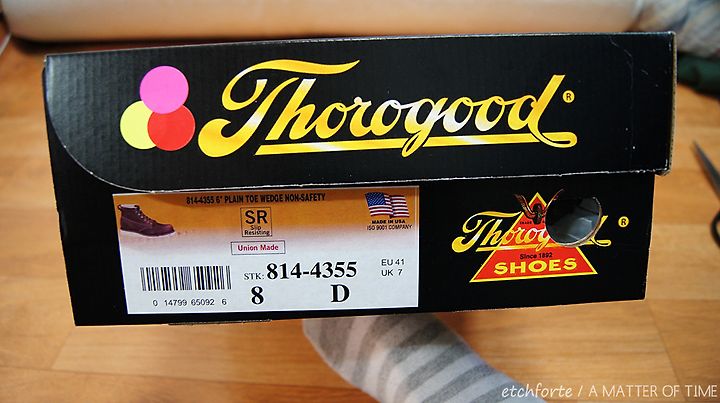 Thorogood®
814-4355 6" PLAIN TOE WEDGE NON-SAFETY
SR
Slip
Resisting
MADE IN USA
ISO 9001 COMPANY
Union Made
STK: 814-4355
EU 41
UK 7
8 D
0 14799 65092 6
®
Since 1892
SHOES
etchforte / A MATTER OF TIME